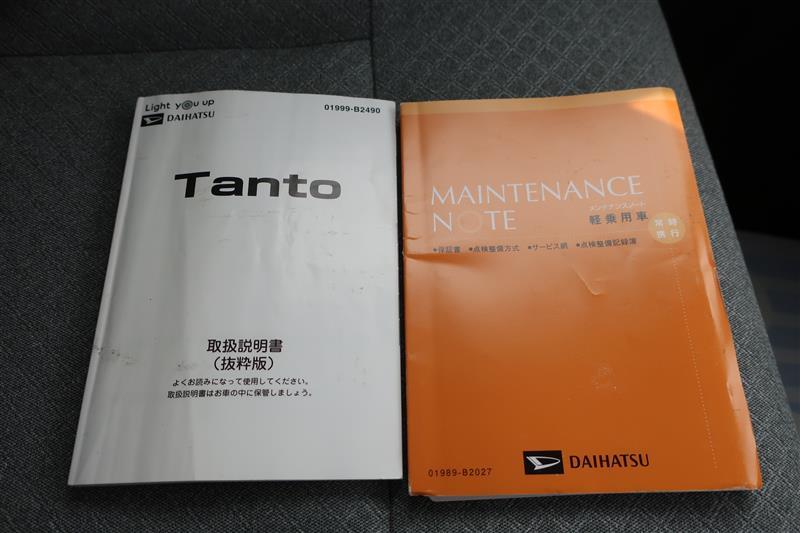 Light you up
DAIHATSU
01999-B2490
Tanto
取扱説明書
(抜粋版)
よくお読みになって使用してください。
取扱説明書はお車の中に保管しましょう。
MAINTENANCE
NOTE
メンテナンスノート
軽乗用車
常時
携行
●保証書 ●点検整備方式 ●サービス網 ●点検整備記録簿
01989-B2027
DAIHATSU